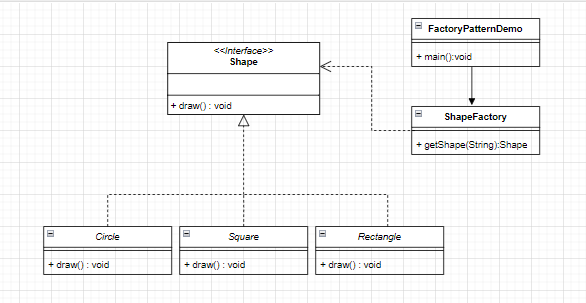 <<Interface>>
Shape
+ draw() : void
FactoryPatternDemo
+ main():void
ShapeFactory
+ getShape(String):Shape
Circle
+ draw() : void
Square
+ draw() : void
Rectangle
+ draw() : void